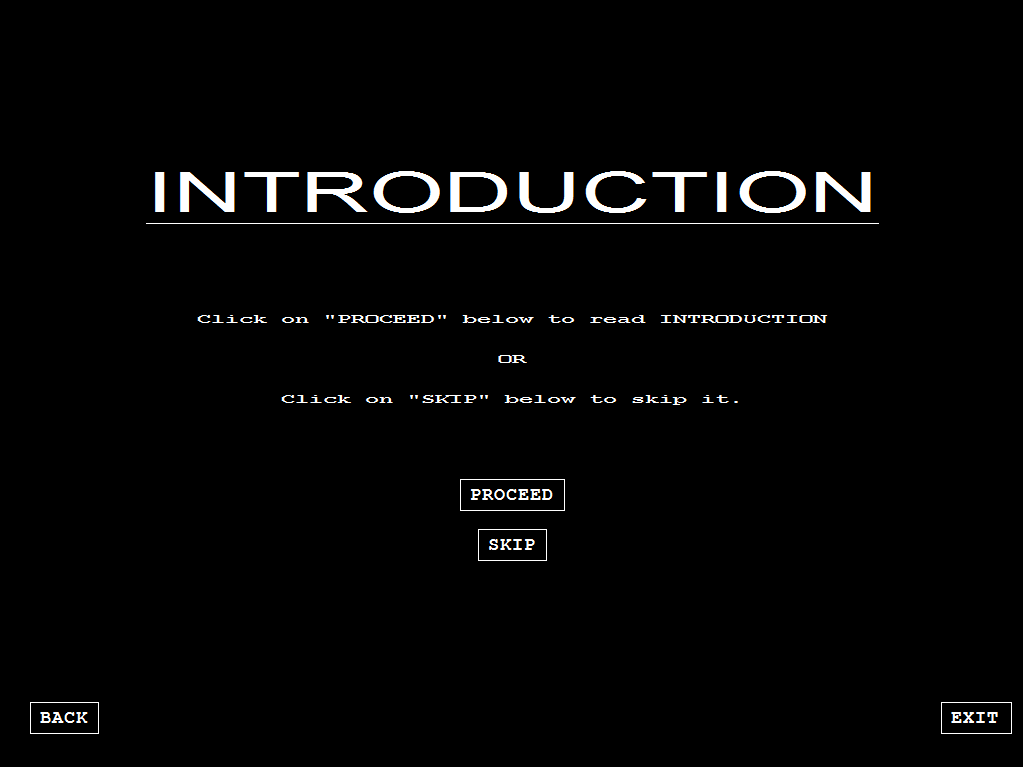 INTRODUCTION
Click on "PROCEED" below to read INTRODUCTION
OR
Click on "SKIP" below to skip it.
PROCEED
SKIP
BACK
EXIT